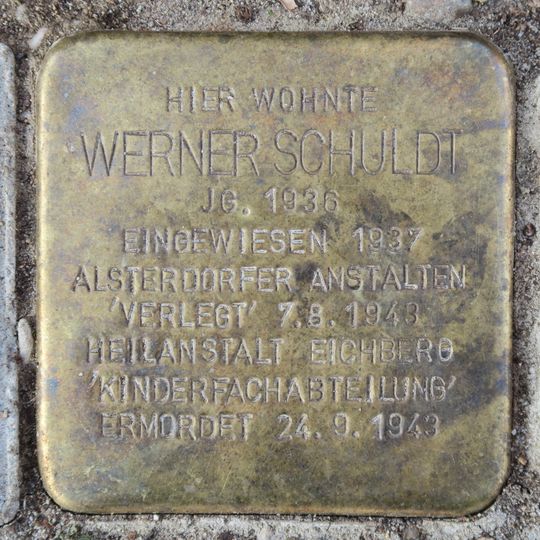 HIER WOHNTE
WERNER SCHULDT
JG. 1936
EINGEWIESEN 1937
ALSTERDORFER ANSTALTEN
'VERLEGT' 7.8.1943
HEILANSTALT EICHBERG
'KINDERFACHABTEILUNG'
ERMORDET 24.9.1943